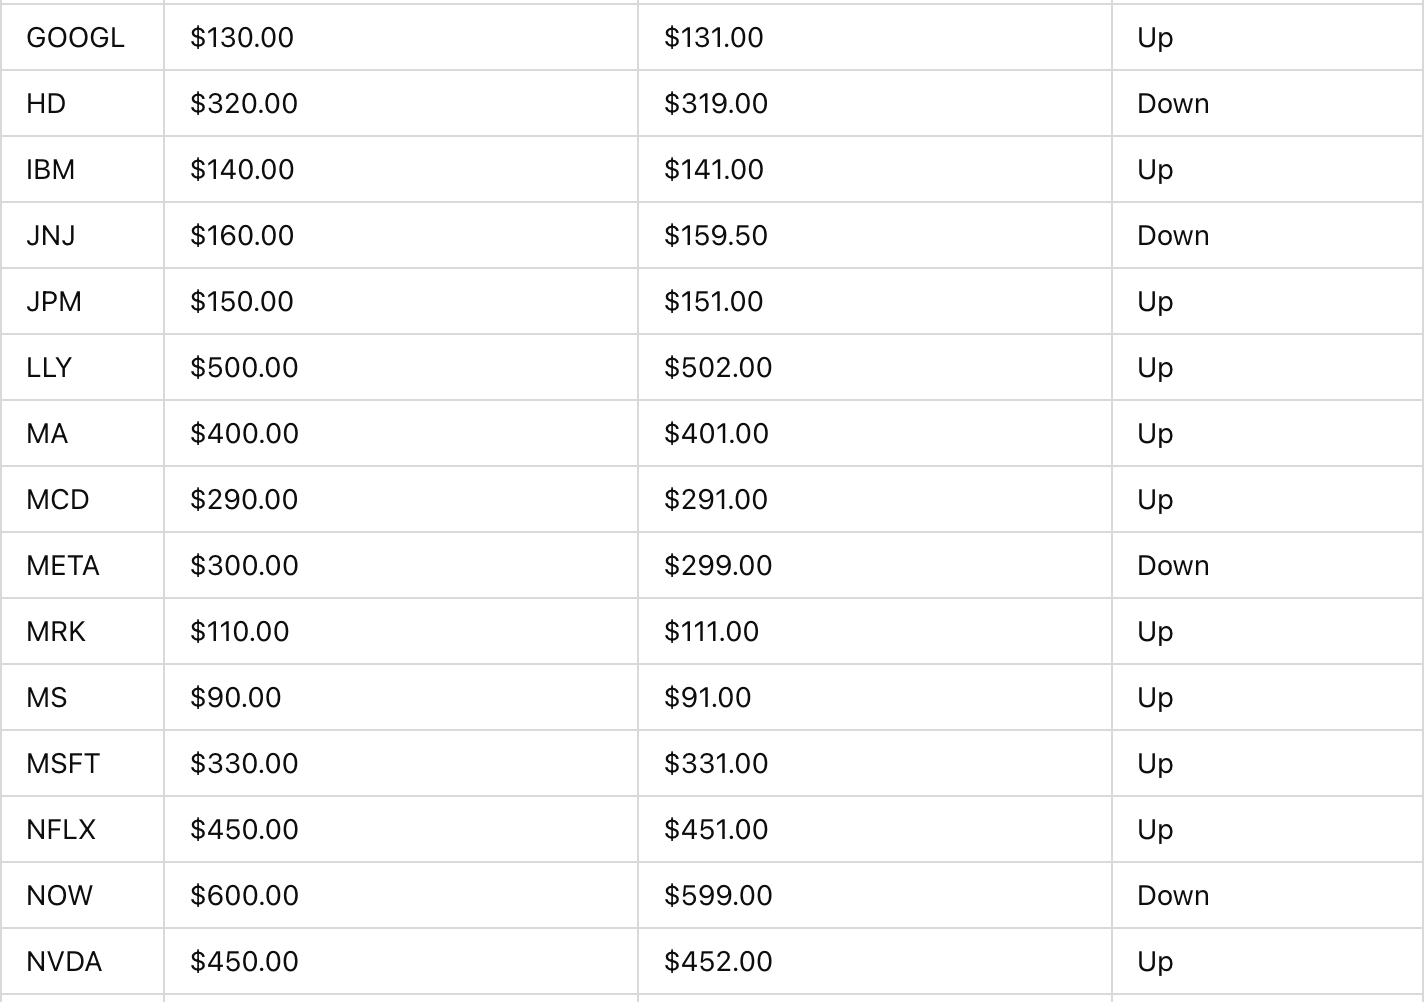 GOOGL $130.00 $131.00 Up
HD $320.00 $319.00 Down
IBM $140.00 $141.00 Up
JNJ $160.00 $159.50 Down
JPM $150.00 $151.00 Up
LLY $500.00 $502.00 Up
MA $400.00 $401.00 Up
MCD $290.00 $291.00 Up
META $300.00 $299.00 Down
MRK $110.00 $111.00 Up
MS $90.00 $91.00 Up
MSFT $330.00 $331.00 Up
NFLX $450.00 $451.00 Up
NOW $600.00 $599.00 Down
NVDA $450.00 $452.00 Up